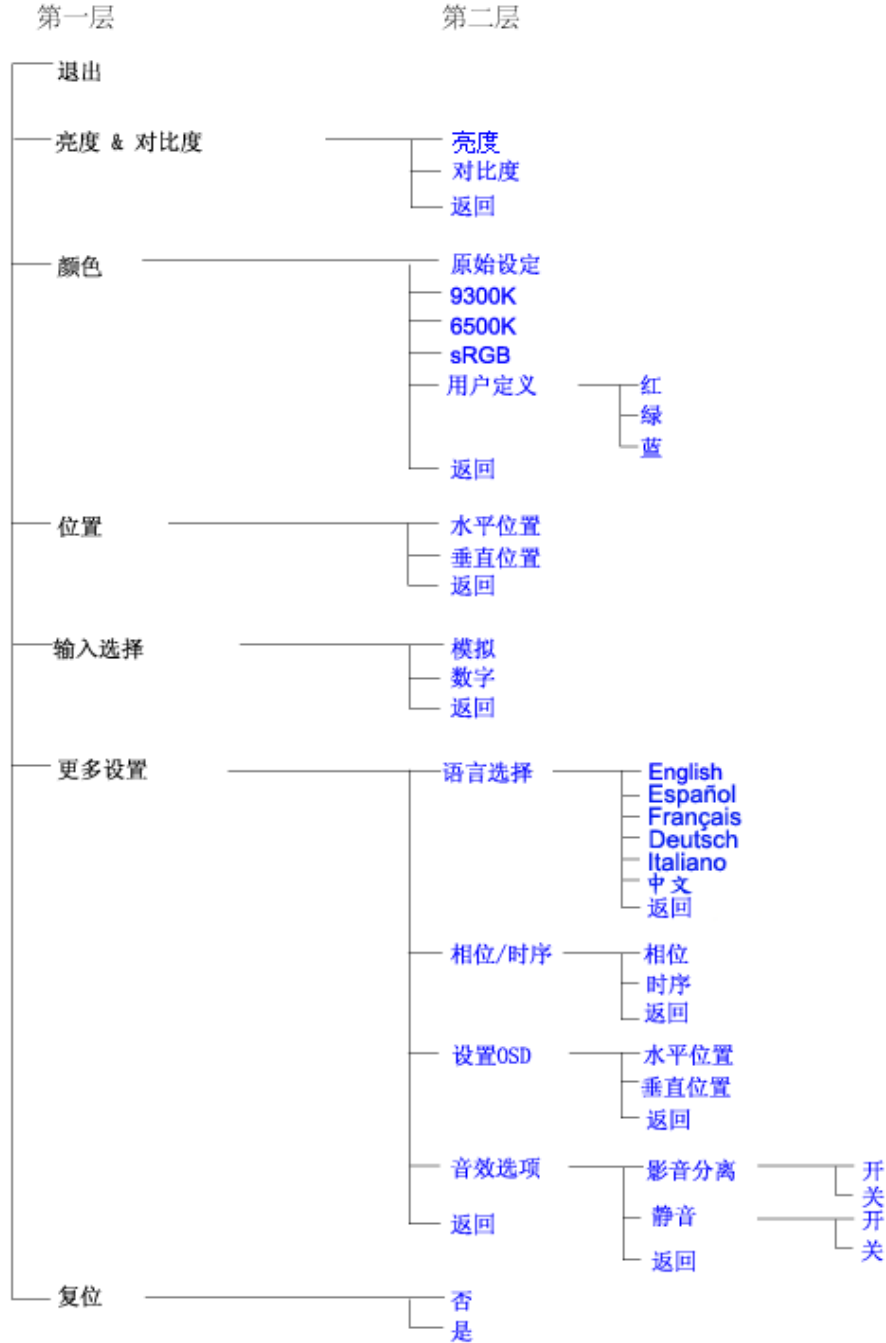 第一层 第二层
退出
亮度 & 对比度 亮度
对比度
返回
颜色 原始设定
9300K
6500K
sRGB
用户定义 红
绿
蓝
返回
位置 水平位置
垂直位置
返回
输入选择 模拟
数字
返回
更多设置 语言选择 English
Español
Français
Deutsch
Italiano
中文
返回
相位/时序 相位
时序
返回
设置OSD 水平位置
垂直位置
返回
音效选项 影音分离 开
关
静音 开
返回 关
返回
复位 否
是